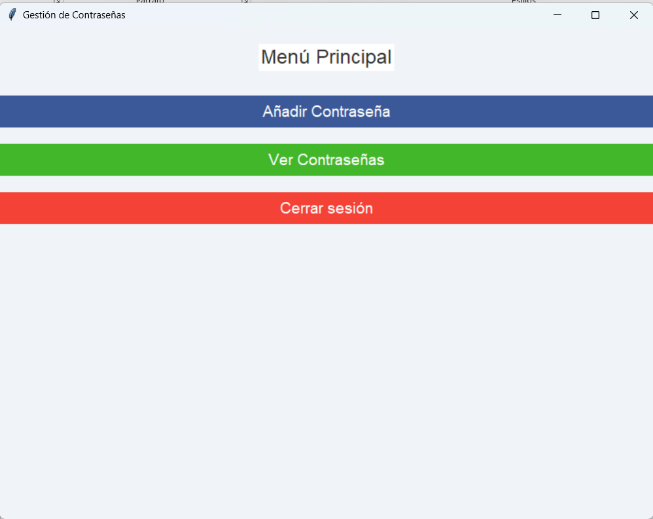 Gestión de Contraseñas
Menú Principal
Añadir Contraseña
Ver Contraseñas
Cerrar sesión